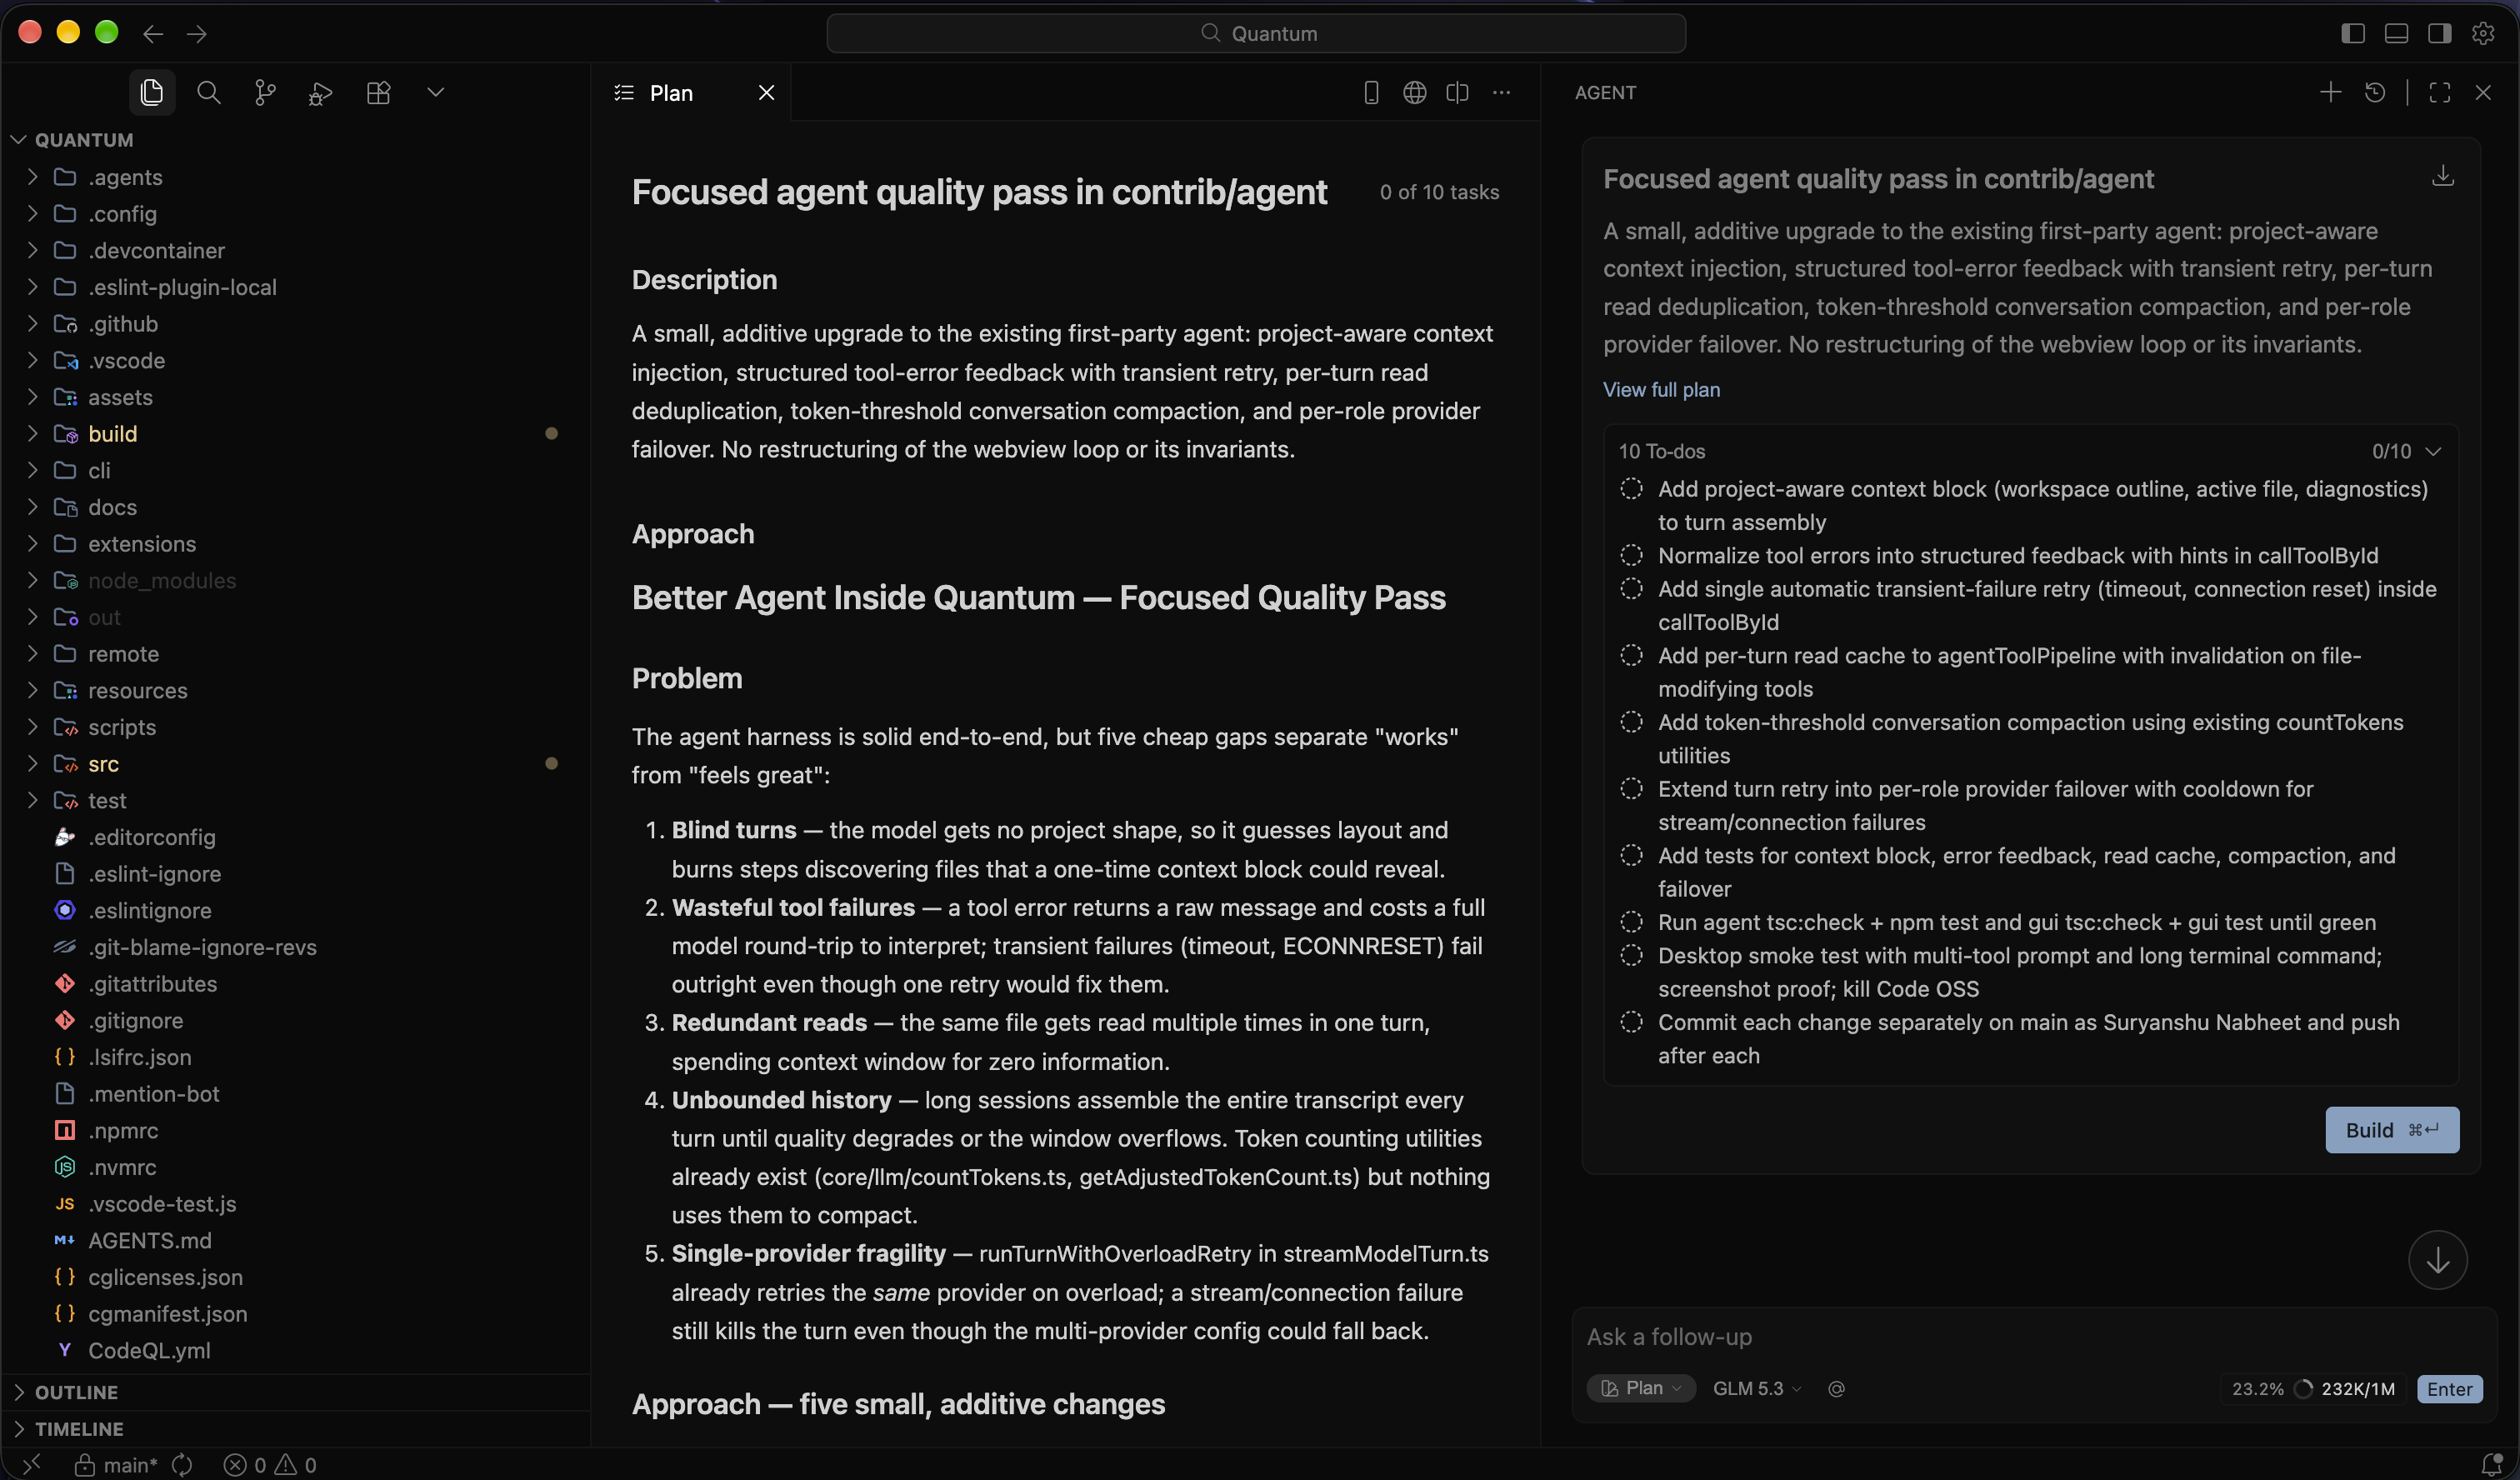 Quantum
QUANTUM
.agents
.config
.devcontainer
.eslint-plugin-local
.github
.vscode
assets
build
cli
docs
extensions
node_modules
out
remote
resources
scripts
src
test
.editorconfig
.eslint-ignore
.eslintignore
.git-blame-ignore-revs
.gitattributes
.gitignore
.lsifrc.json
.mention-bot
.npmrc
.nvmrc
JS .vscode-test.js
AGENTS.md
cglicenses.json
cgmanifest.json
Y CodeQL.yml
OUTLINE
TIMELINE
main*
0 0
Plan
Focused agent quality pass in contrib/agent
0 of 10 tasks
Description
A small, additive upgrade to the existing first-party agent: project-aware context
injection, structured tool-error feedback with transient retry, per-turn read
deduplication, token-threshold conversation compaction, and per-role provider
failover. No restructuring of the webview loop or its invariants.
Approach
Better Agent Inside Quantum — Focused Quality Pass
Problem
The agent harness is solid end-to-end, but five cheap gaps separate "works"
from "feels great":
1. Blind turns — the model gets no project shape, so it guesses layout and
burns steps discovering files that a one-time context block could reveal.
2. Wasteful tool failures — a tool error returns a raw message and costs a full
model round-trip to interpret; transient failures (timeout, ECONNRESET) fail
outright even though one retry would fix them.
3. Redundant reads — the same file gets read multiple times in one turn,
spending context window for zero information.
4. Unbounded history — long sessions assemble the entire transcript every
turn until quality degrades or the window overflows. Token counting utilities
already exist (core/llm/countTokens.ts, getAdjustedTokenCount.ts) but nothing
uses them to compact.
5. Single-provider fragility — runTurnWithOverloadRetry in streamModelTurn.ts
already retries the same provider on overload; a stream/connection failure
still kills the turn even though the multi-provider config could fall back.
Approach — five small, additive changes
AGENT
Focused agent quality pass in contrib/agent
A small, additive upgrade to the existing first-party agent: project-aware
context injection, structured tool-error feedback with transient retry, per-turn
read deduplication, token-threshold conversation compaction, and per-role
provider failover. No restructuring of the webview loop or its invariants.
View full plan
10 To-dos
0/10
Add project-aware context block (workspace outline, active file, diagnostics)
to turn assembly
Normalize tool errors into structured feedback with hints in callToolById
Add single automatic transient-failure retry (timeout, connection reset) inside
callToolById
Add per-turn read cache to agentToolPipeline with invalidation on file-
modifying tools
Add token-threshold conversation compaction using existing countTokens
utilities
Extend turn retry into per-role provider failover with cooldown for
stream/connection failures
Add tests for context block, error feedback, read cache, compaction, and
failover
Run agent tsc:check + npm test and gui tsc:check + gui test until green
Desktop smoke test with multi-tool prompt and long terminal command;
screenshot proof; kill Code OSS
Commit each change separately on main as Suryanshu Nabheet and push
after each
Build ⌘↵
Ask a follow-up
Plan
GLM 5.3
@
23.2%
232K/1M
Enter